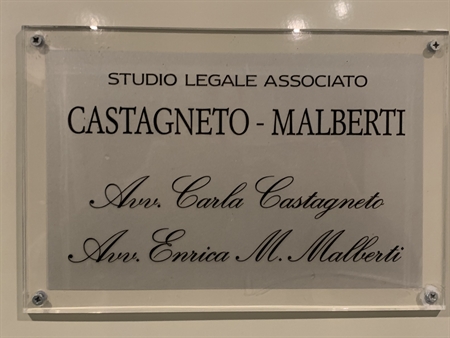 STUDIO LEGALE ASSOCIATO
CASTAGNETO - MALBERTI
Avv. Carla Castagneto
Avv. Enrica M. Malberti